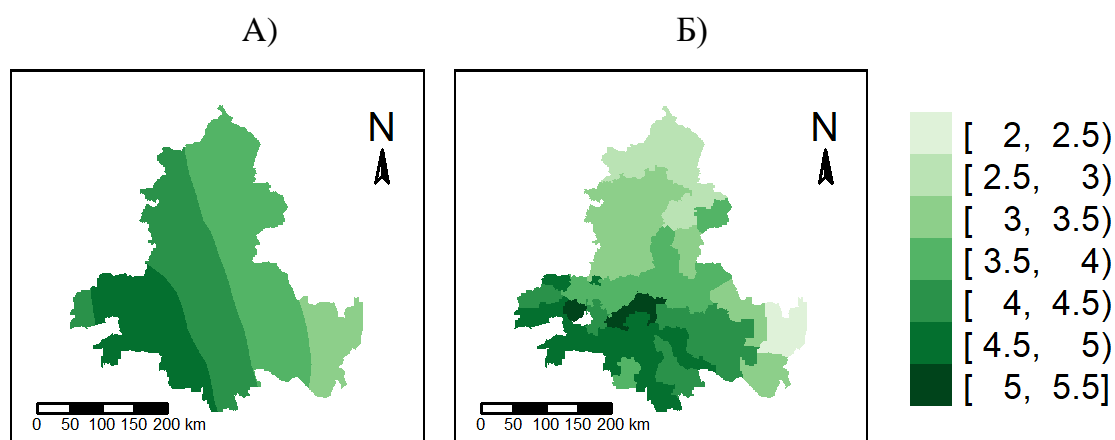 А)
Б)
N
N
[ 2, 2.5)
[ 2.5, 3)
[ 3, 3.5)
[ 3.5, 4)
[ 4, 4.5)
[ 4.5, 5)
[ 5, 5.5]
0 50 100 150 200 km
0 50 100 150 200 km